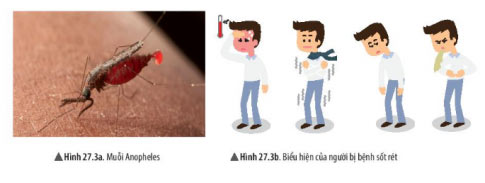 ▲ Hình 27.3a. Muỗi Anopheles
▲ Hình 27.3b. Biểu hiện của người bị bệnh sốt rét